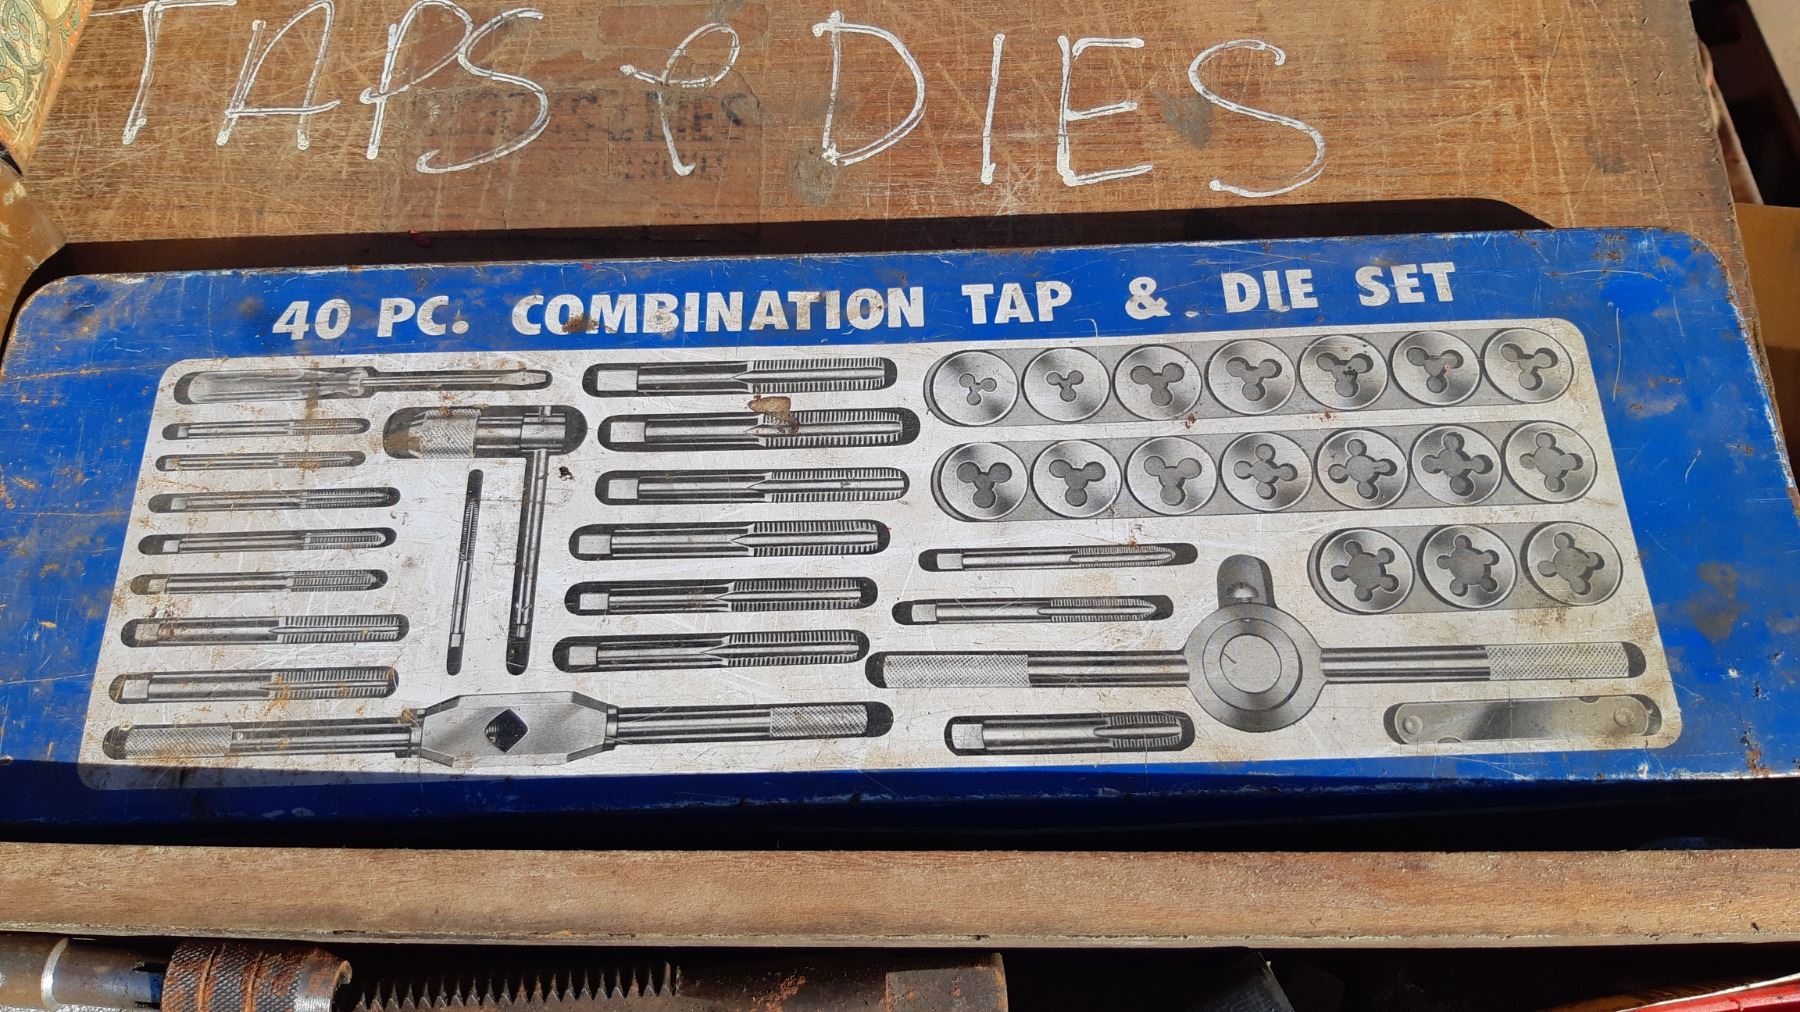 TAPS & DIES
40 PC. COMBINATION TAP & DIE SET